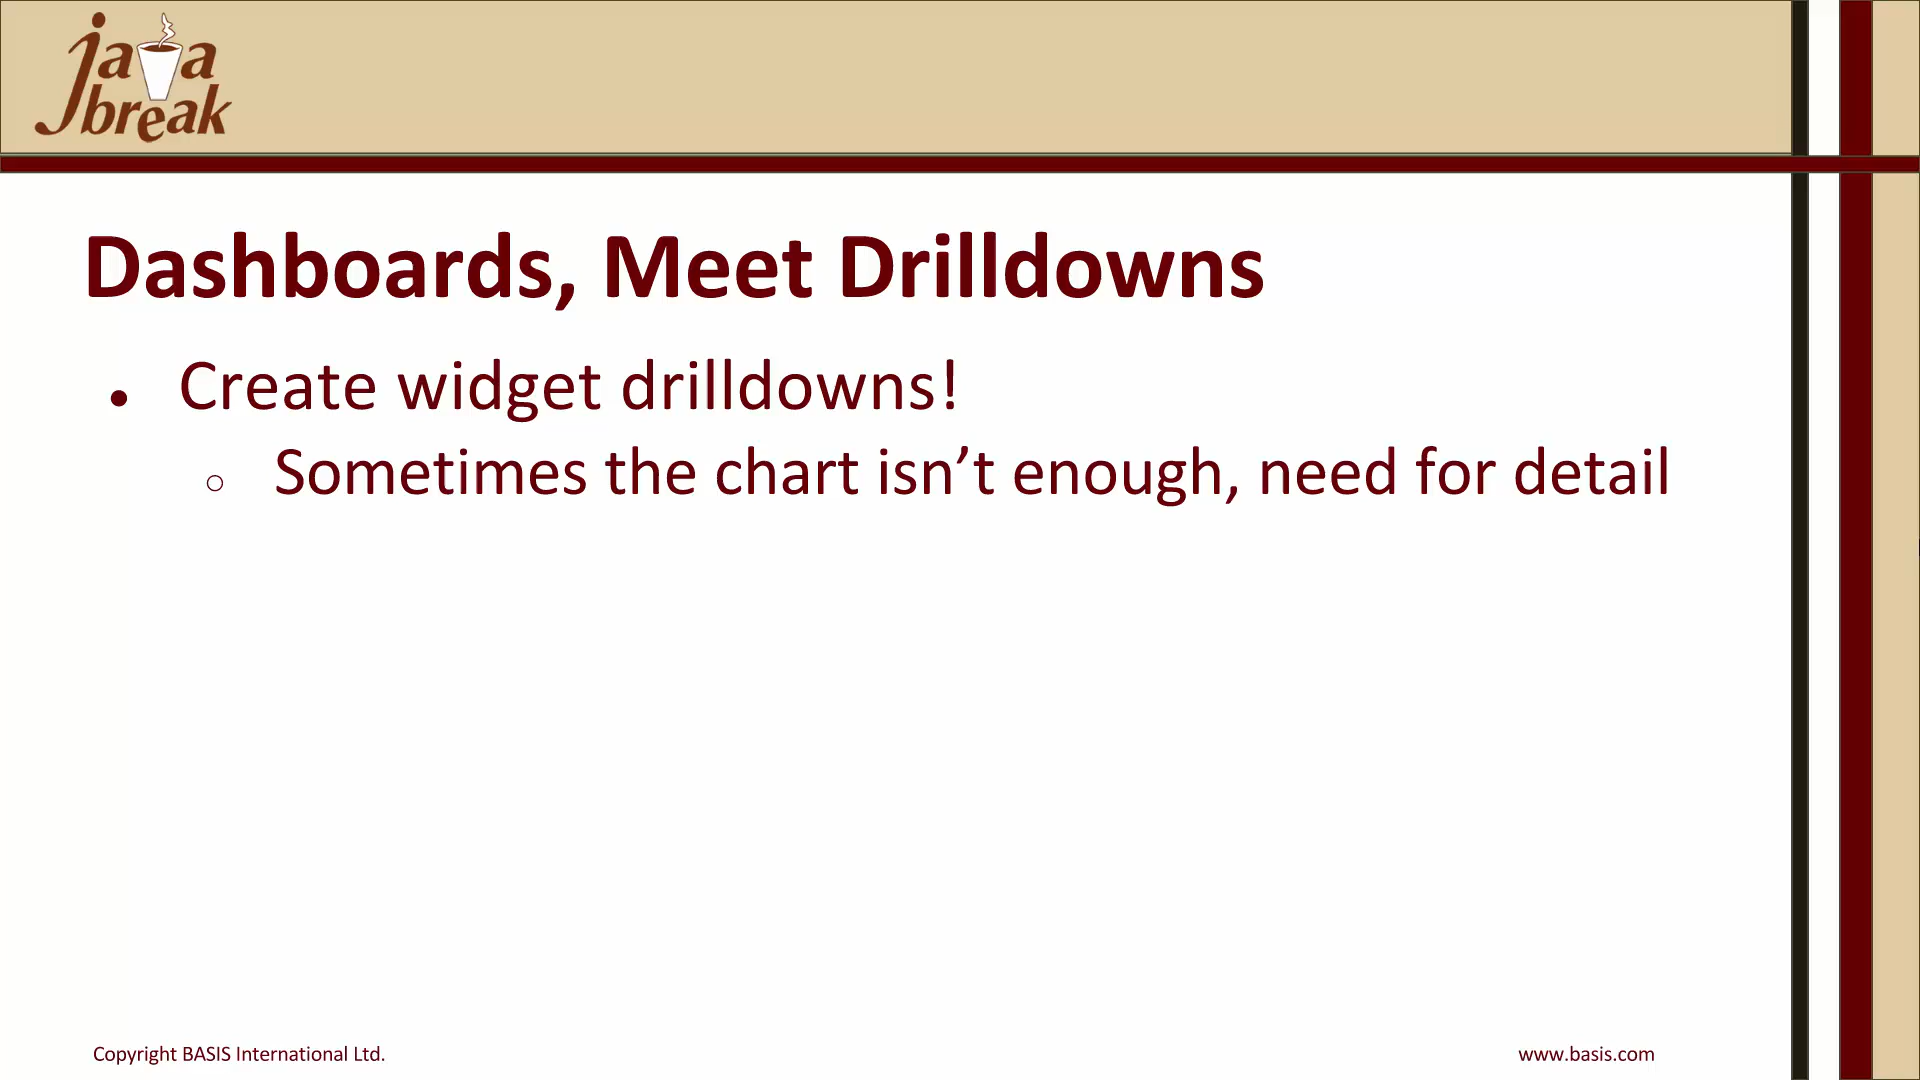 java
break
Dashboards, Meet Drilldowns
● Create widget drilldowns!
○ Sometimes the chart isn’t enough, need for detail
Copyright BASIS International Ltd.
www.basis.com